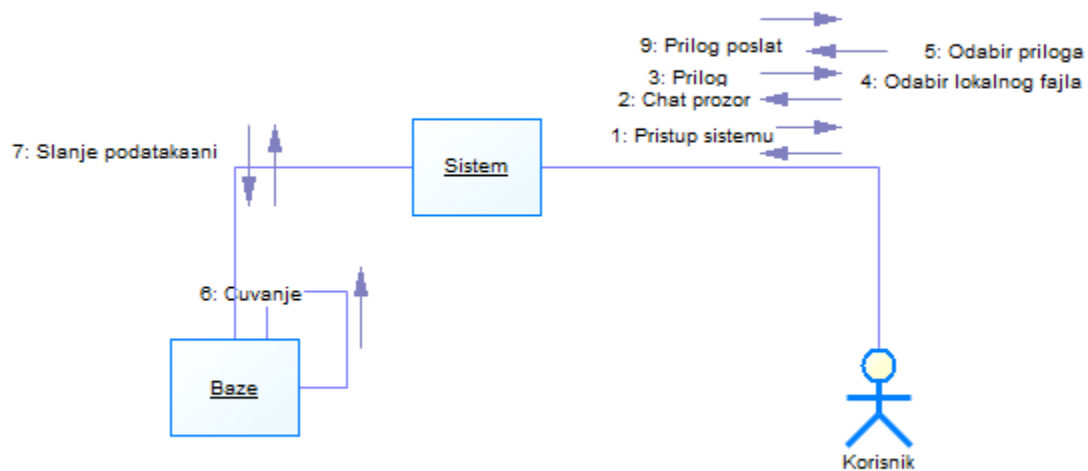 9: Prilog poslat
5: Odabir priloga
3: Prilog
4: Odabir lokalnog fajla
2: Chat prozor
1: Pristup sistemu
7: Slanje podatakaani
Sistem
6: Cuvanje
Baze
Korisnik